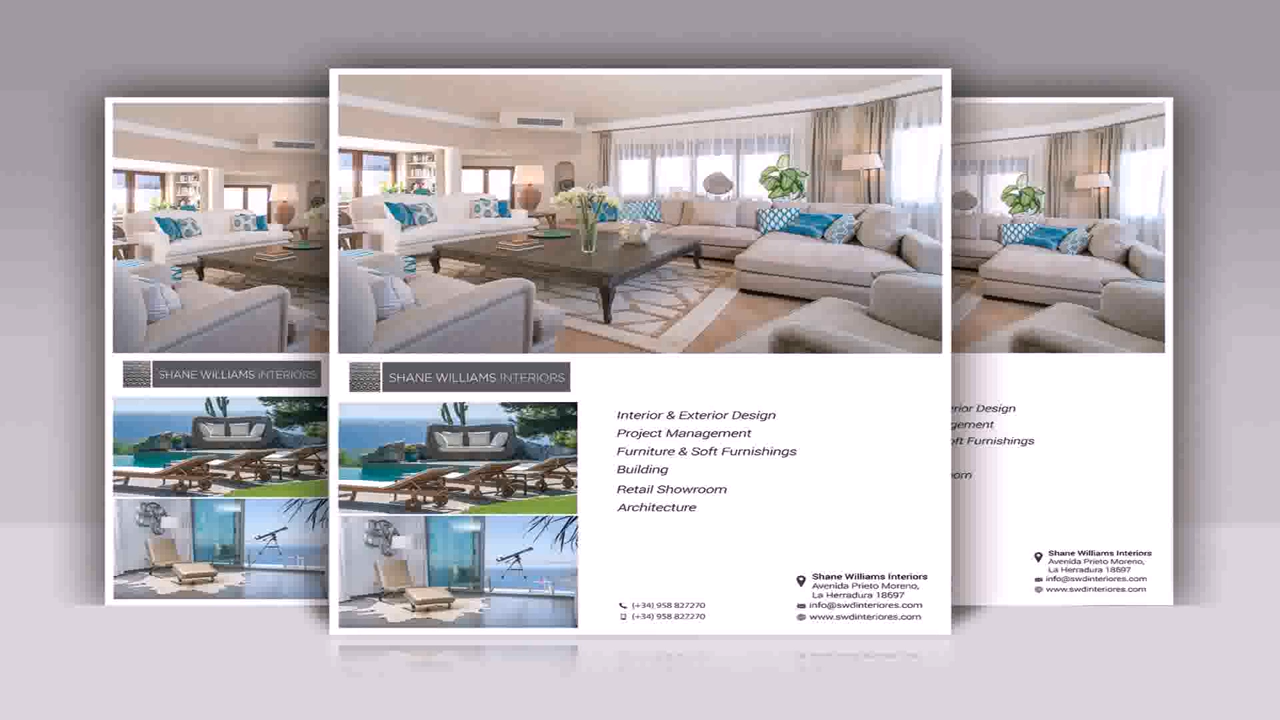 SHANE WILLIAMS INTERIORS
SHANE WILLIAMS INTERIORS
Interior & Exterior Design
Project Management
Furniture & Soft Furnishings
Building
Retail Showroom
Architecture
(+34) 958 827270
(+34) 958 827270
Shane Williams Interiors
Avenida Prieto Moreno,
La Herradura 18697
info@swdinteriores.com
www.swdinteriores.com
erior Design
gement
oft Furnishings
om
Shane Williams Interiors
Avenida Prieto Moreno,
La Herradura 18697
info@swdinteriores.com
www.swdinteriores.com